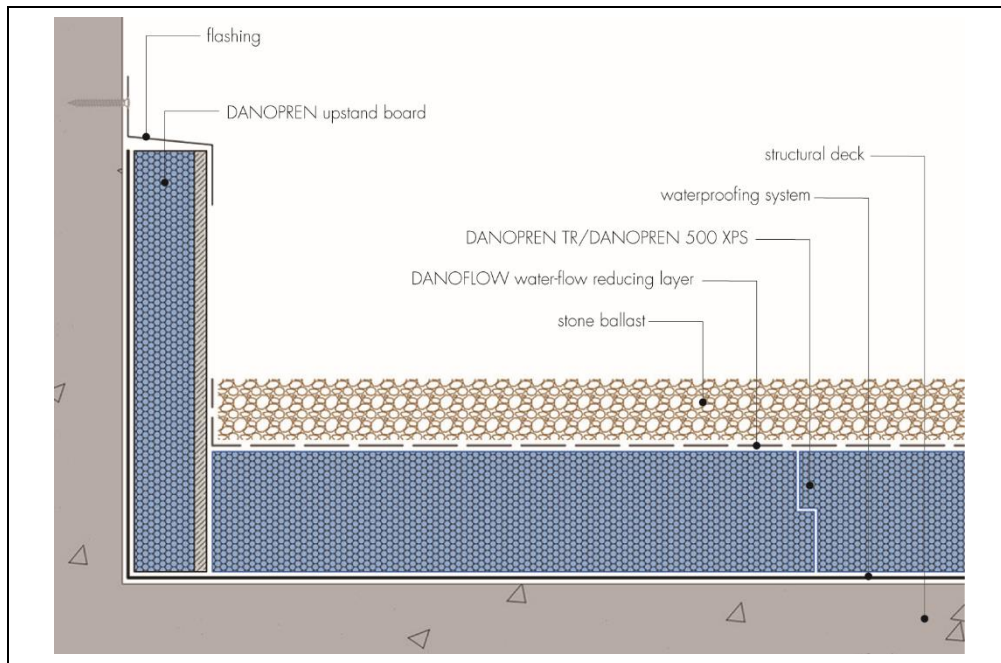 flashing
DANOPREN upstand board
structural deck
waterproofing system
DANOPREN TR/DANOPREN 500 XPS
DANOFLOW water-flow reducing layer
stone ballast